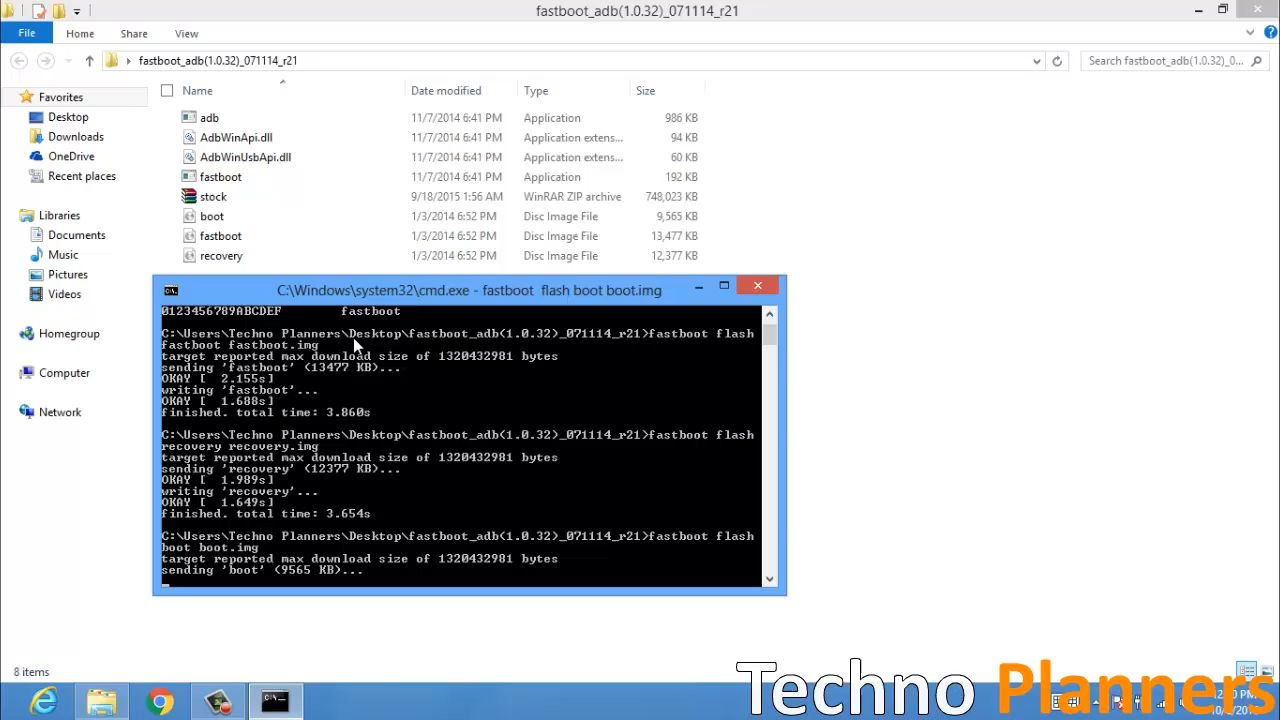 fastboot_adb(1.0.32)_071114_r21
File Home Share View
fastboot_adb(1.0.32)_071114_r21
Search fastboot_adb(1.0.32)_0...
Name Date modified Type Size
Favorites
Desktop
Downloads
OneDrive
Recent places
Libraries
Documents
Music
Pictures
Videos
Homegroup
Computer
Network
adb 11/7/2014 6:41 PM Application 986 KB
AdbWinApi.dll 11/7/2014 6:41 PM Application extens... 94 KB
AdbWinUsbApi.dll 11/7/2014 6:41 PM Application extens... 60 KB
fastboot 11/7/2014 6:41 PM Application 192 KB
stock 9/18/2015 1:56 AM WinRAR ZIP archive 748,023 KB
boot 1/3/2014 6:52 PM Disc Image File 9,565 KB
fastboot 1/3/2014 6:52 PM Disc Image File 13,477 KB
recovery 1/3/2014 6:52 PM Disc Image File 12,377 KB
C:\Windows\system32\cmd.exe - fastboot flash boot boot.img
0123456789ABCDEF fastboot
C:\Users\Techno Planners\Desktop\fastboot_adb(1.0.32)_071114_r21>fastboot flash
fastboot fastboot.img
target reported max download size of 1320432981 bytes
sending 'fastboot' (13477 KB)...
OKAY [ 2.155s]
writing 'fastboot'...
OKAY [ 1.688s]
finished. total time: 3.860s
C:\Users\Techno Planners\Desktop\fastboot_adb(1.0.32)_071114_r21>fastboot flash
recovery recovery.img
target reported max download size of 1320432981 bytes
sending 'recovery' (12377 KB)...
OKAY [ 1.989s]
writing 'recovery'...
OKAY [ 1.649s]
finished. total time: 3.654s
C:\Users\Techno Planners\Desktop\fastboot_adb(1.0.32)_071114_r21>fastboot flash
boot boot.img
target reported max download size of 1320432981 bytes
sending 'boot' (9565 KB)...
8 items
Techno Planners